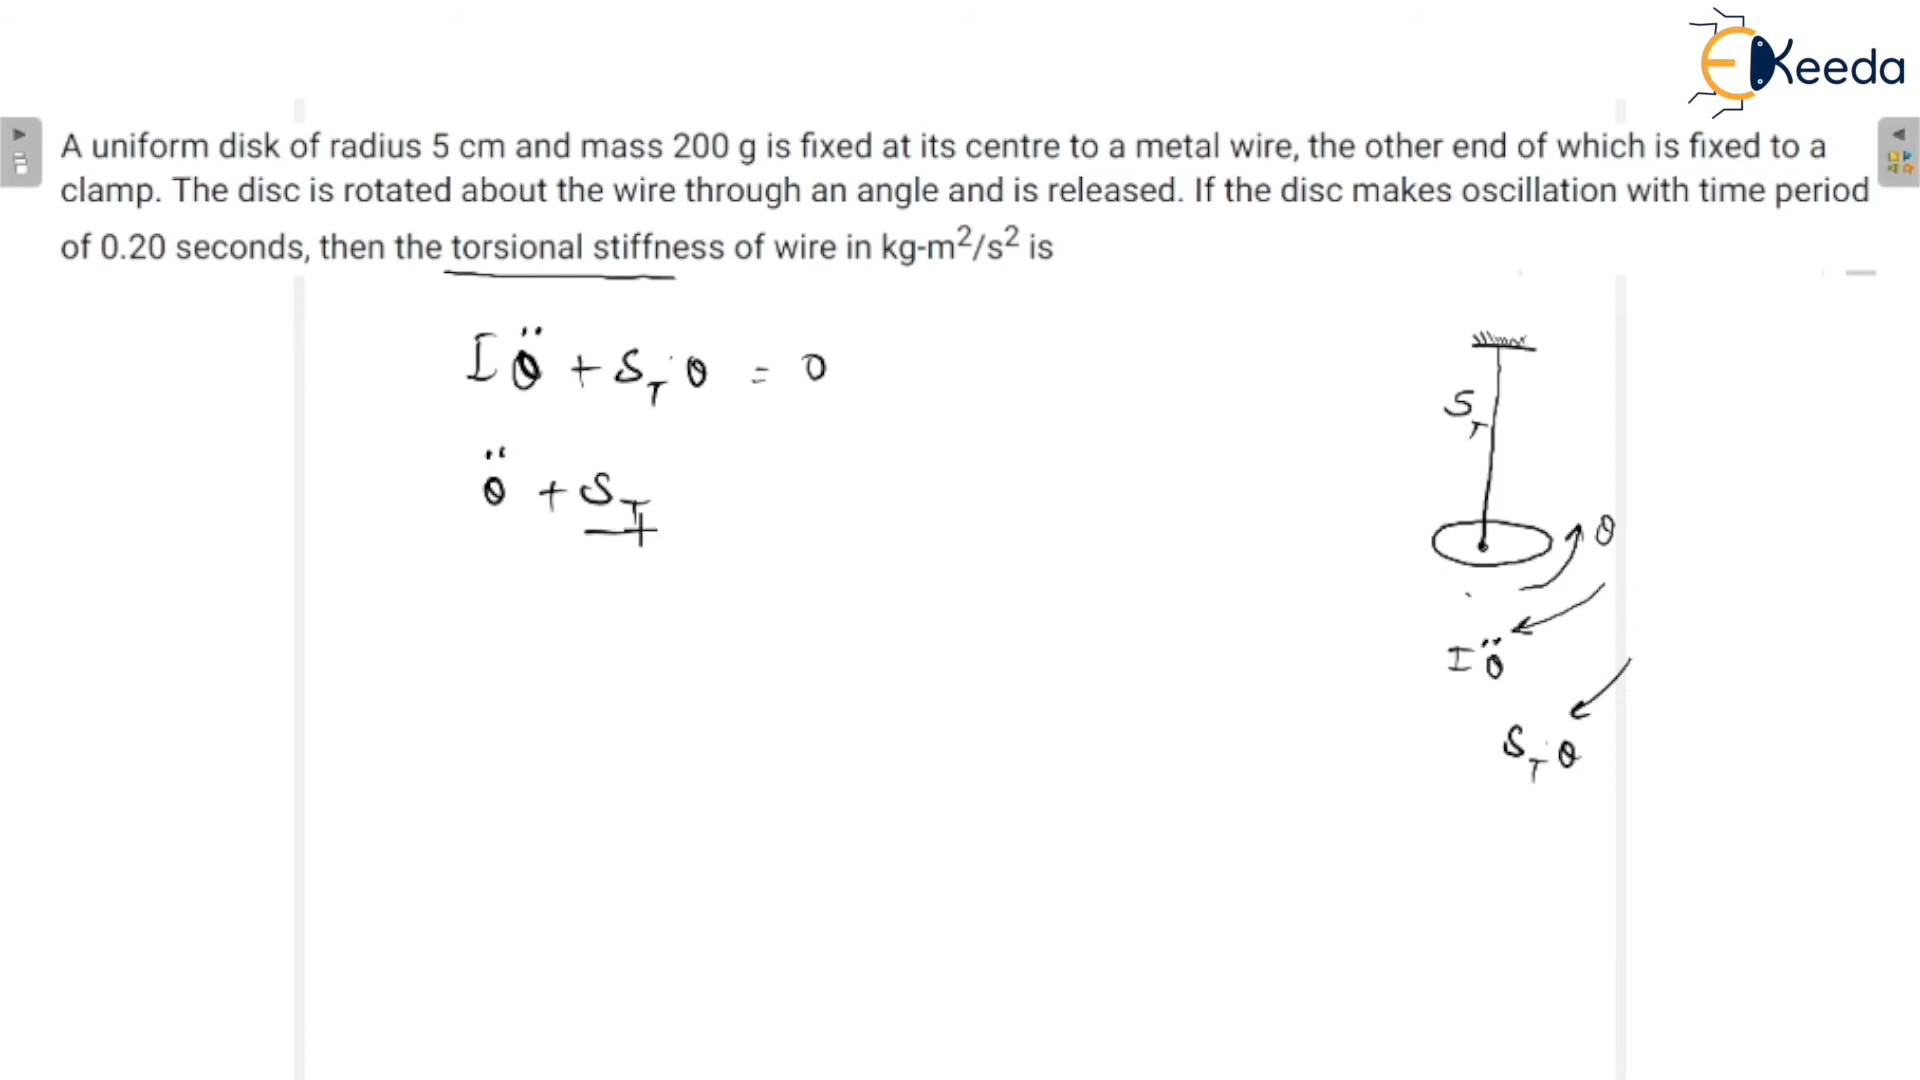 EKeeda
A uniform disk of radius 5 cm and mass 200 g is fixed at its centre to a metal wire, the other end of which is fixed to a
clamp. The disc is rotated about the wire through an angle and is released. If the disc makes oscillation with time period
of 0.20 seconds, then the torsional stiffness of wire in kg-m²/s² is
I θ̈ + S_T·θ = 0
θ̈ + S_T
S_T
θ
I θ̈
S_T·θ